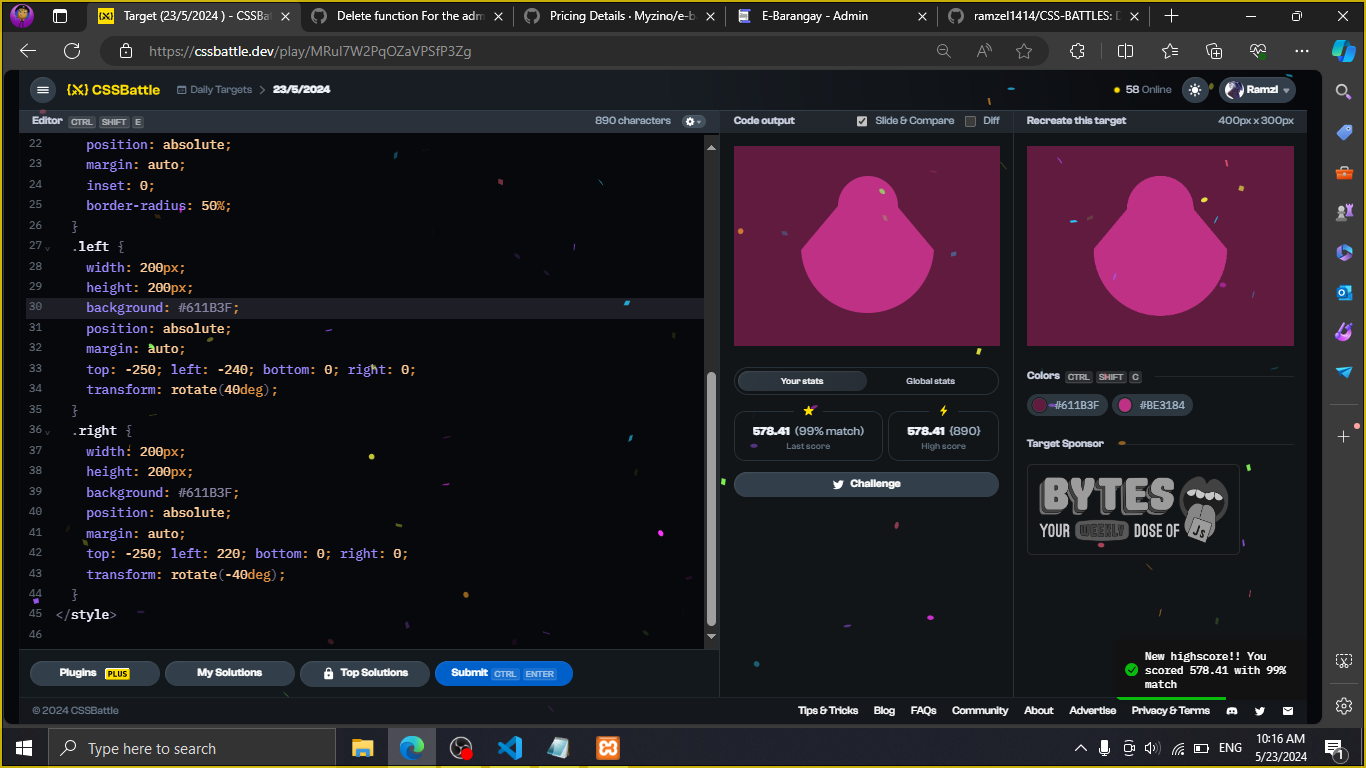 Target (23/5/2024 ) - CSSBat
Delete function For the adm
Pricing Details · Myzino/e-b
E-Barangay - Admin
ramzel1414/CSS-BATTLES: D
https://cssbattle.dev/play/MRuI7W2PqOZaVPSfP3Zg
{X} CSSBattle
Daily Targets > 23/5/2024
58 Online
Ramzi
Editor CTRL SHIFT E
890 characters
Code output
Slide & Compare
Diff
Recreate this target
400px x 300px
22 position: absolute;
23 margin: auto;
24 inset: 0;
25 border-radius: 50%;
26 }
27 .left {
28 width: 200px;
29 height: 200px;
30 background: #611B3F;
31 position: absolute;
32 margin: auto;
33 top: -250; left: -240; bottom: 0; right: 0;
34 transform: rotate(40deg);
35 }
36 .right {
37 width: 200px;
38 height: 200px;
39 background: #611B3F;
40 position: absolute;
41 margin: auto;
42 top: -250; left: 220; bottom: 0; right: 0;
43 transform: rotate(-40deg);
44 }
45 </style>
46
Your stats
Global stats
578.41 (99% match)
Last score
578.41 {890}
High score
Challenge
Colors CTRL SHIFT C
#611B3F
#BE3184
Target Sponsor
BYTES
YOUR WEEKLY DOSE OF
JS
New highscore!! You
scored 578.41 with 99%
match
Plugins PLUS
My Solutions
Top Solutions
Submit CTRL ENTER
© 2024 CSSBattle
Tips & Tricks
Blog
FAQs
Community
About
Advertise
Privacy & Terms
Type here to search
ENG
10:16 AM
5/23/2024
1